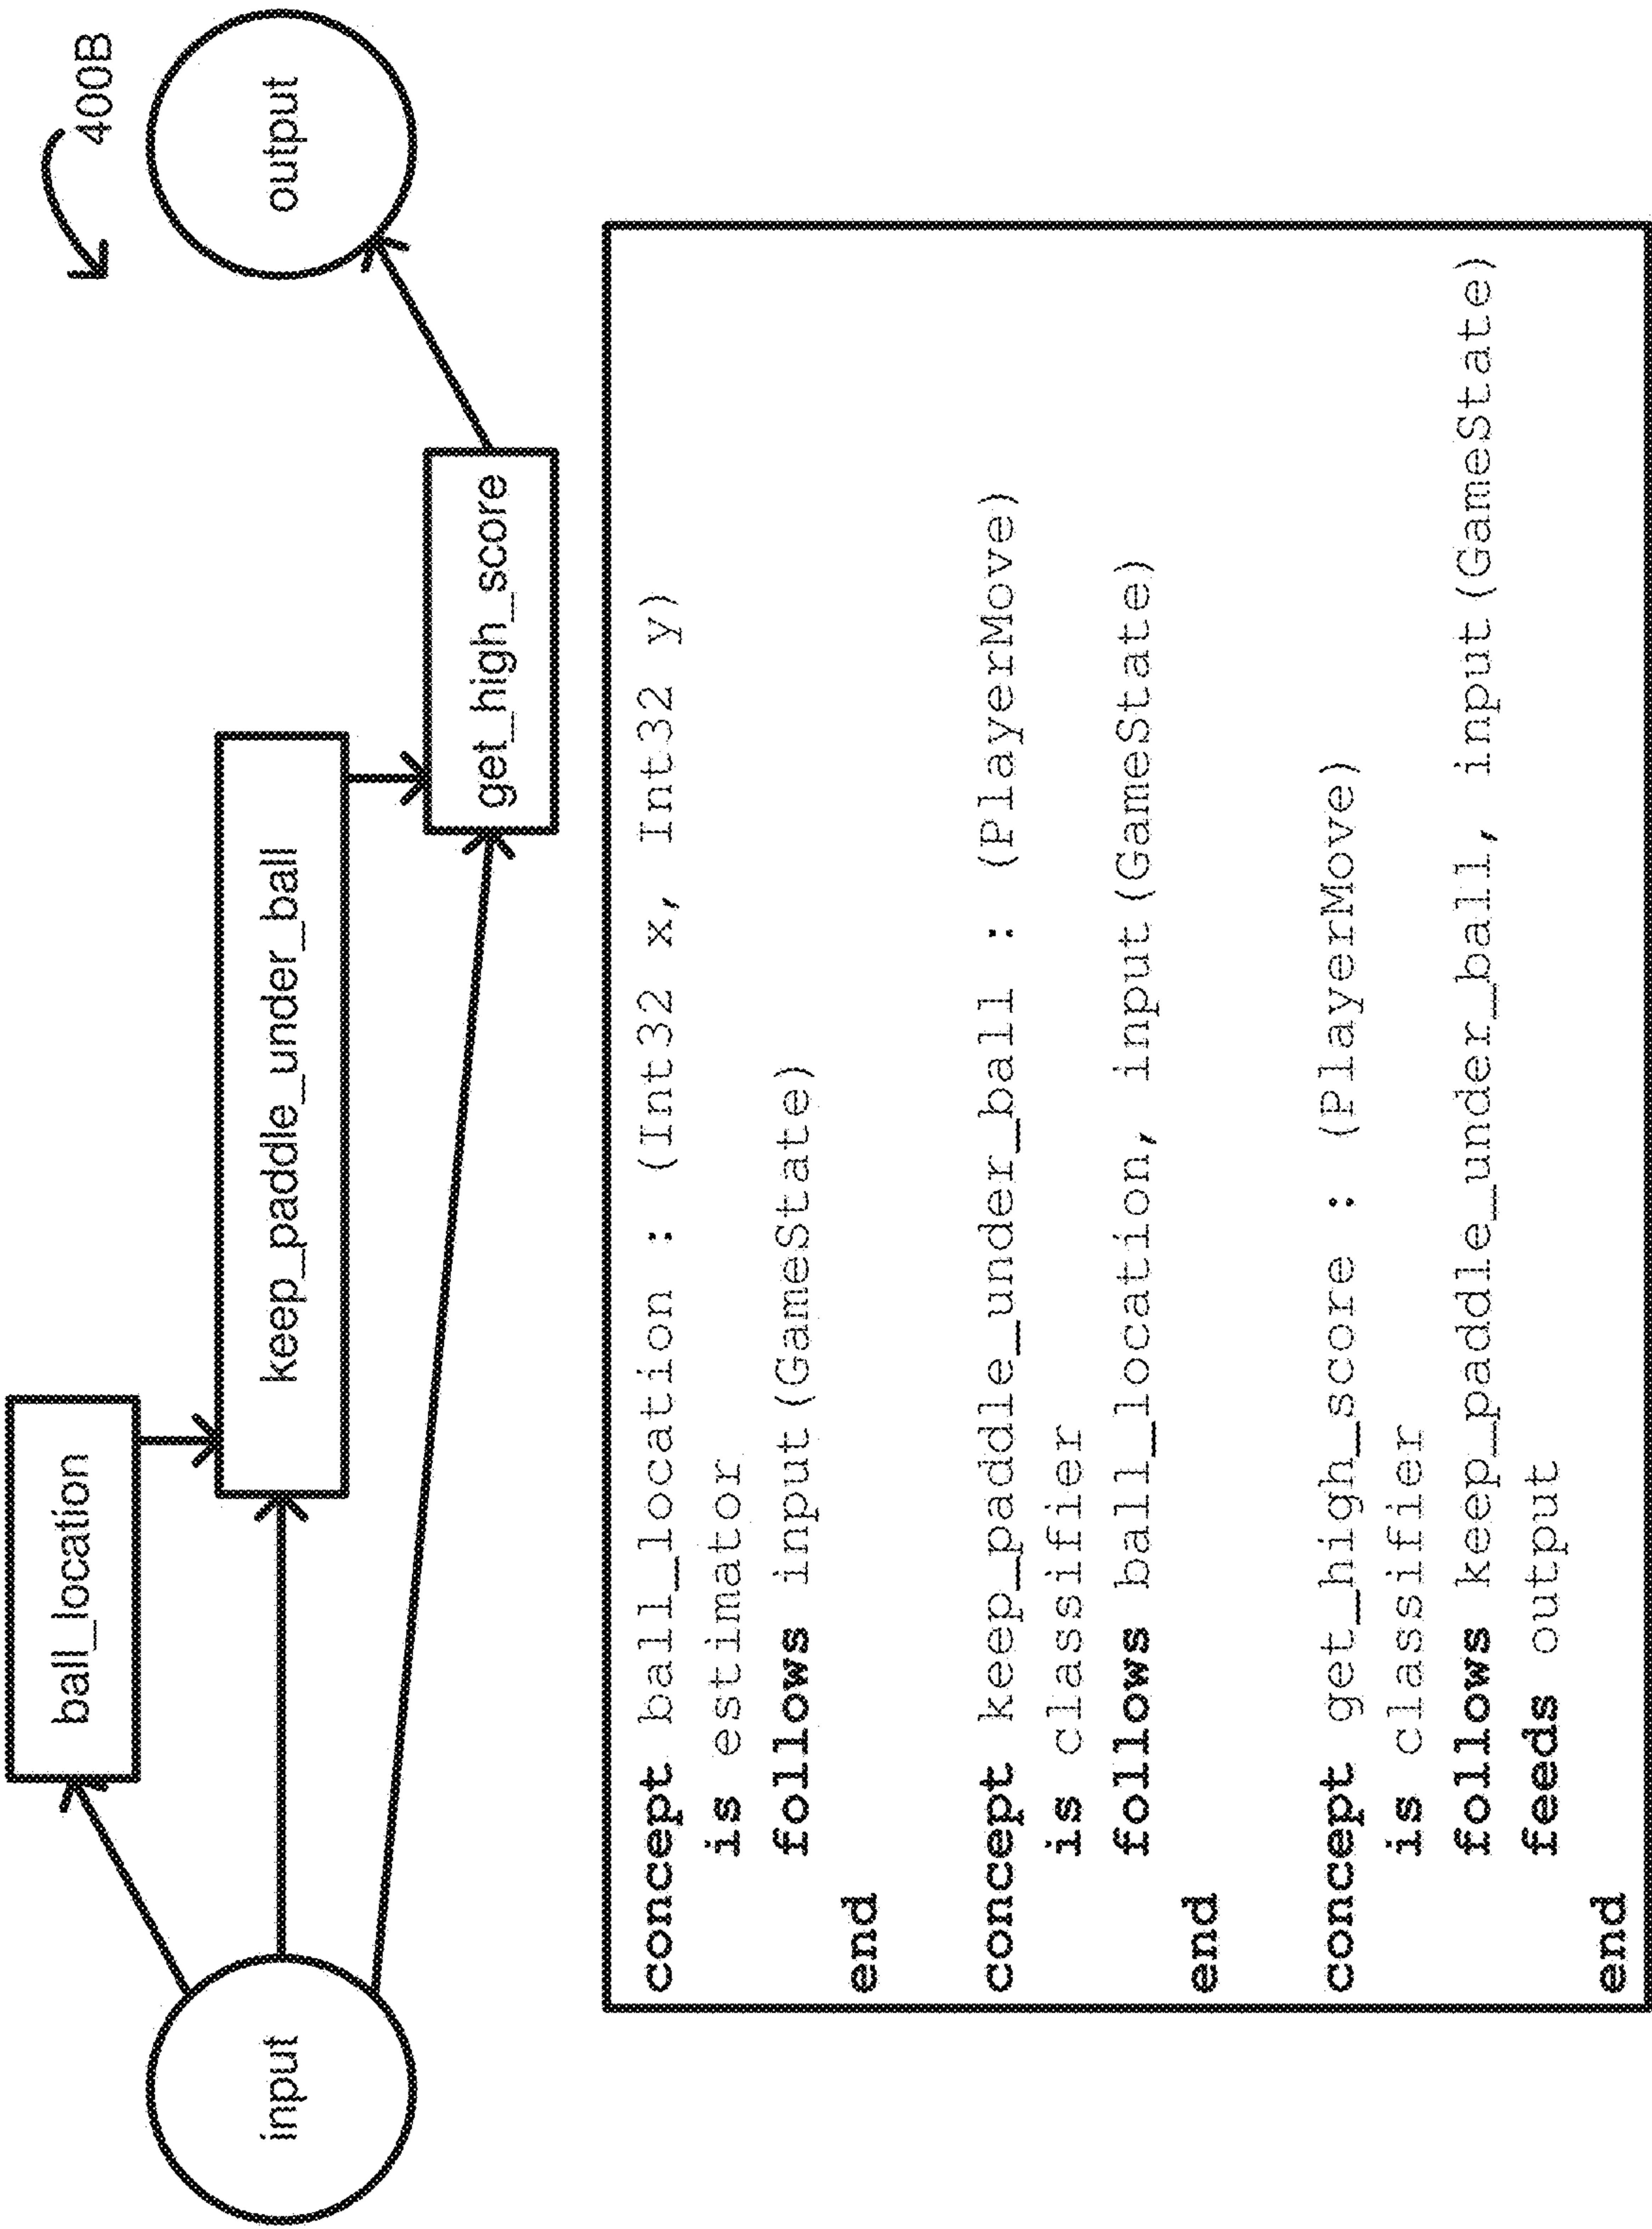 400B
ball_location
input
keep_paddle_under_ball
output
get_high_score
concept ball_location : (Int32 x, Int32 y)
is estimator
follows input(GameState)
end
concept keep_paddle_under_ball : (PlayerMove)
is classifier
follows ball_location, input(GameState)
end
concept get_high_score : (PlayerMove)
is classifier
follows keep_paddle_under_ball, input(GameState)
feeds output
end